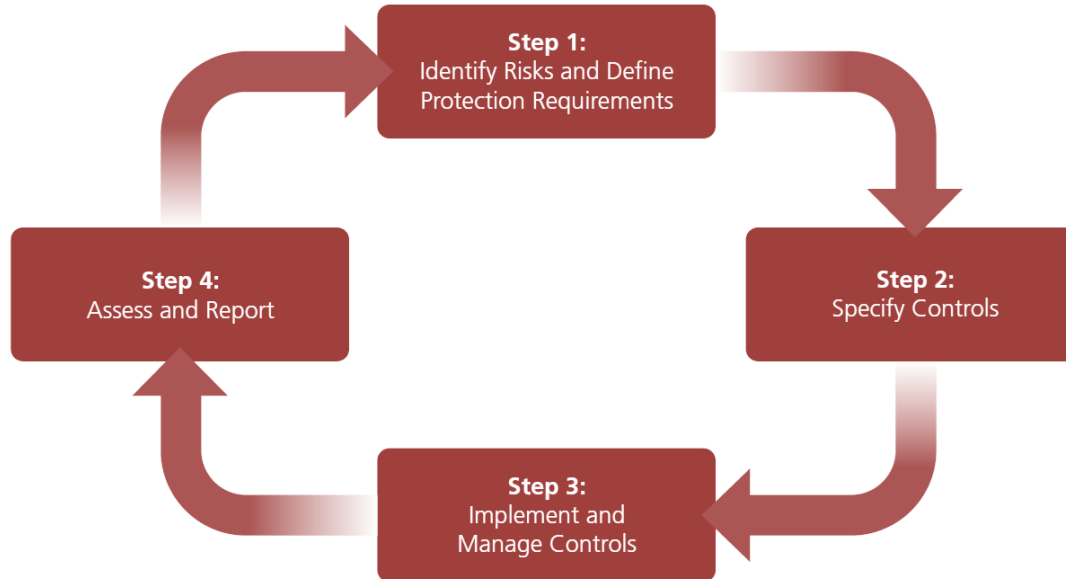 Step 1:
Identify Risks and Define
Protection Requirements
Step 2:
Specify Controls
Step 3:
Implement and
Manage Controls
Step 4:
Assess and Report